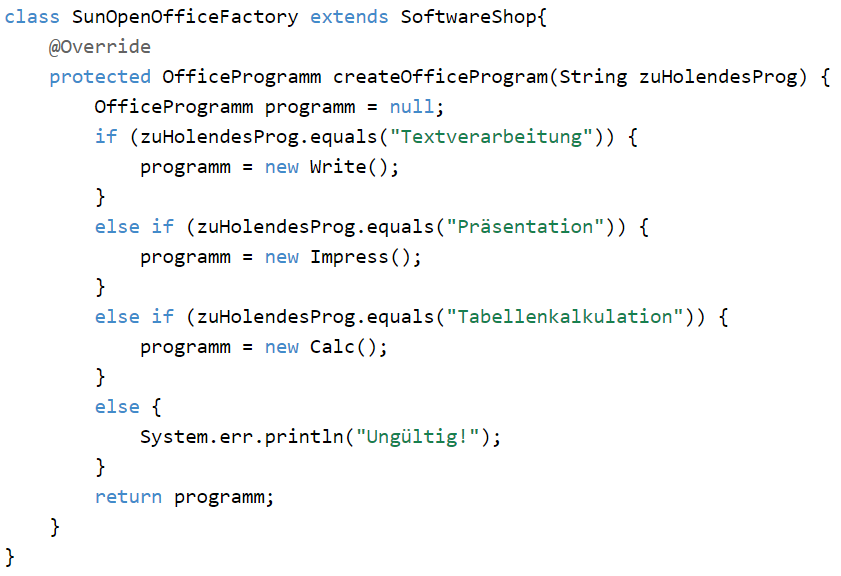 class SunOpenOfficeFactory extends SoftwareShop{
    @Override
    protected OfficeProgramm createOfficeProgram(String zuHolendesProg) {
        OfficeProgramm programm = null;
        if (zuHolendesProg.equals("Textverarbeitung")) {
            programm = new Write();
        }
        else if (zuHolendesProg.equals("Präsentation")) {
            programm = new Impress();
        }
        else if (zuHolendesProg.equals("Tabellenkalkulation")) {
            programm = new Calc();
        }
        else {
            System.err.println("Ungültig!");
        }
        return programm;
    }
}